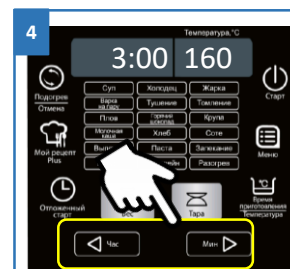 4
Температура,°C
3:00 160
Подогрев
Отмена
Суп Холодец Жарка
Старт
Варка на пару Тушение Томление
Плов Горячий шоколад Крупа
Мой рецепт Plus
Молочная каша Хлеб Соте
Меню
Паста Запекание
Разогрев
Отложенный старт
Вес Тара
Время приготовления
Температура
Час Мин